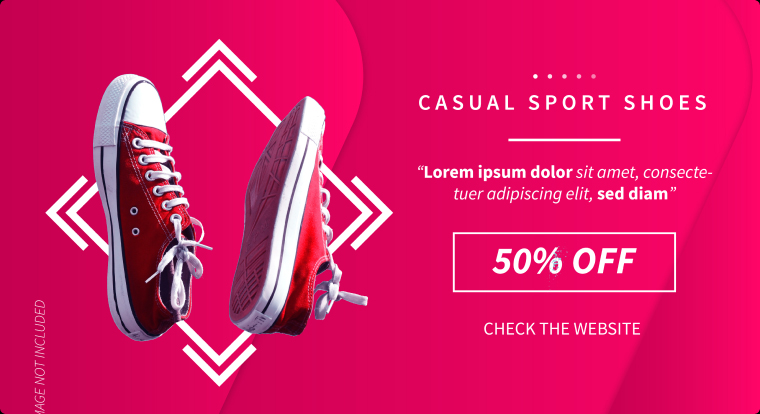 CASUAL SPORT SHOES
“Lorem ipsum dolor sit amet, consecte-
tuer adipiscing elit, sed diam”
50% OFF
CHECK THE WEBSITE
NOT INCLUDED